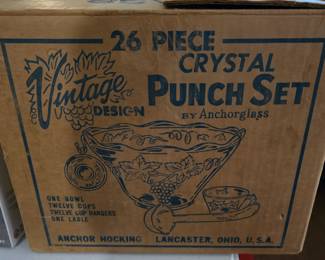 26 PIECE
CRYSTAL
Vintage
DESIGN
PUNCH SET
BY Anchorglass
ONE BOWL
TWELVE CUPS
TWELVE CUP HANGERS
ONE LADLE
ANCHOR HOCKING LANCASTER, OHIO, U.S.A.